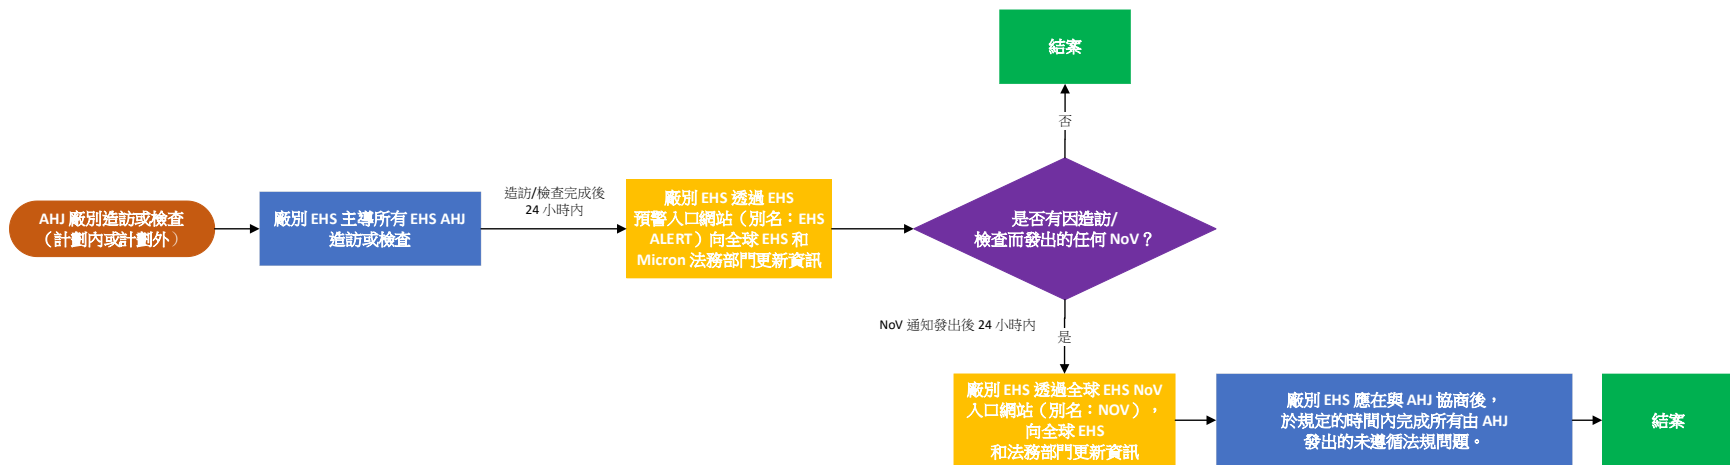 結案
否
AHJ 廠別造訪或檢查
（計劃內或計劃外）
廠別 EHS 主導所有 EHS AHJ
造訪或檢查
造訪/檢查完成後
24 小時內
廠別 EHS 透過 EHS
預警入口網站（別名：EHS
ALERT）向全球 EHS 和
Micron 法務部門更新資訊
是否有因造訪/
檢查而發出的任何 NoV？
NoV 通知發出後 24 小時內
是
廠別 EHS 透過全球 EHS NoV
入口網站（別名：NOV），
向全球 EHS
和法務部門更新資訊
廠別 EHS 應在與 AHJ 協商後，
於規定的時間內完成所有由 AHJ
發出的未遵循法規問題。
結案